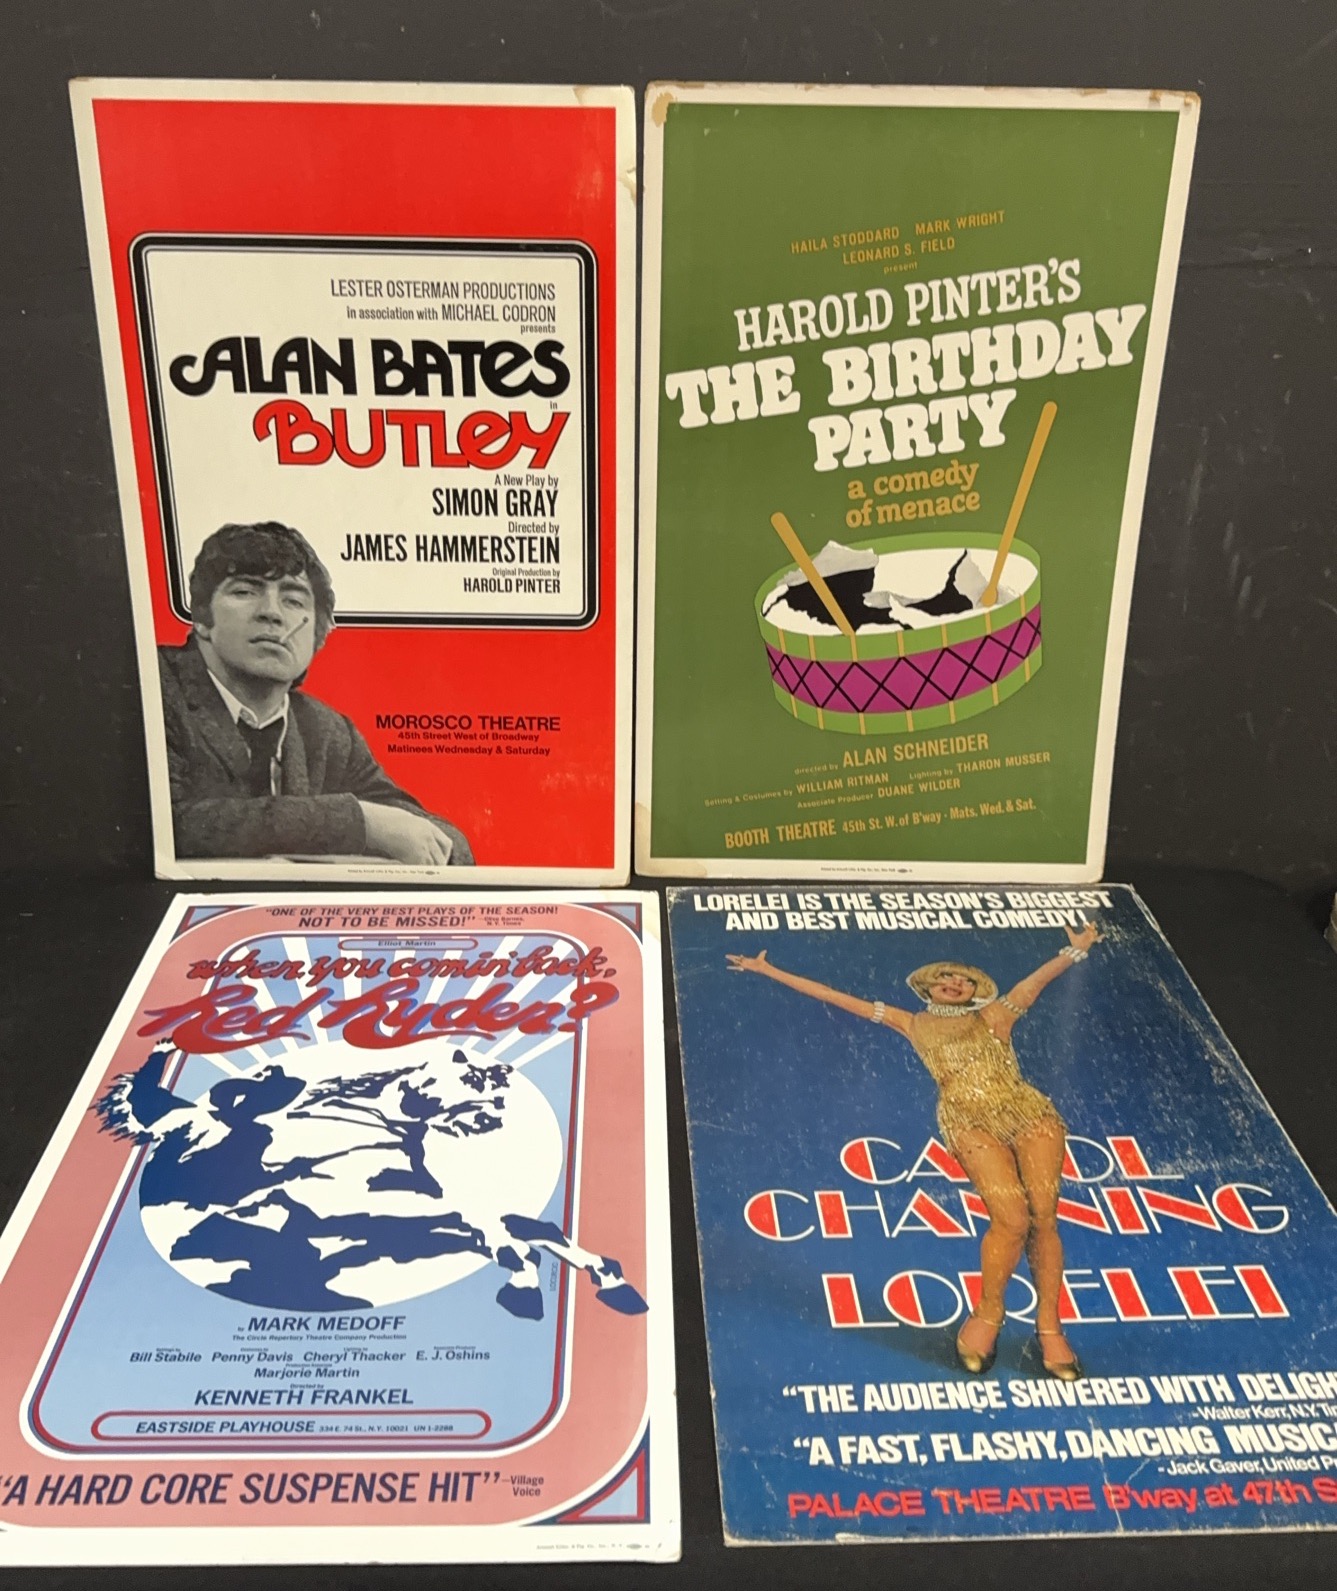 LESTER OSTERMAN PRODUCTIONS
in association with MICHAEL CODRON
presents
ALAN BATES
in
BUTLEY
A New Play by
SIMON GRAY
Directed by
JAMES HAMMERSTEIN
Original Production by
HAROLD PINTER
MOROSCO THEATRE
45th Street West of Broadway
Matinees Wednesday & Saturday
HAILA STODDARD MARK WRIGHT
LEONARD S. FIELD
present
HAROLD PINTER'S
THE BIRTHDAY
PARTY
a comedy
of menace
directed by ALAN SCHNEIDER
Setting & Costumes by WILLIAM RITMAN Lighting by THARON MUSSER
Associate Producer DUANE WILDER
BOOTH THEATRE 45th St. W. of B'way - Mats. Wed. & Sat.
"ONE OF THE VERY BEST PLAYS OF THE SEASON!
NOT TO BE MISSED!" -Clive Barnes, N.Y. Times
Elliot Martin
when you comin' back,
Red Ryder?
by MARK MEDOFF
The Circle Repertory Theatre Company Production
Bill Stabile Penny Davis Cheryl Thacker E. J. Oshins
Marjorie Martin
Directed by
KENNETH FRANKEL
EASTSIDE PLAYHOUSE 334 E. 74 St., N.Y. 10021 UN 1-2288
"A HARD CORE SUSPENSE HIT" -Village Voice
LORELEI IS THE SEASON'S BIGGEST
AND BEST MUSICAL COMEDY!
CAROL
CHANNING
LORELEI
"THE AUDIENCE SHIVERED WITH DELIGH
-Walter Kerr, N.Y. Tim
"A FAST, FLASHY, DANCING MUSIC
-Jack Gaver, United Pr
PALACE THEATRE B'way at 47th S